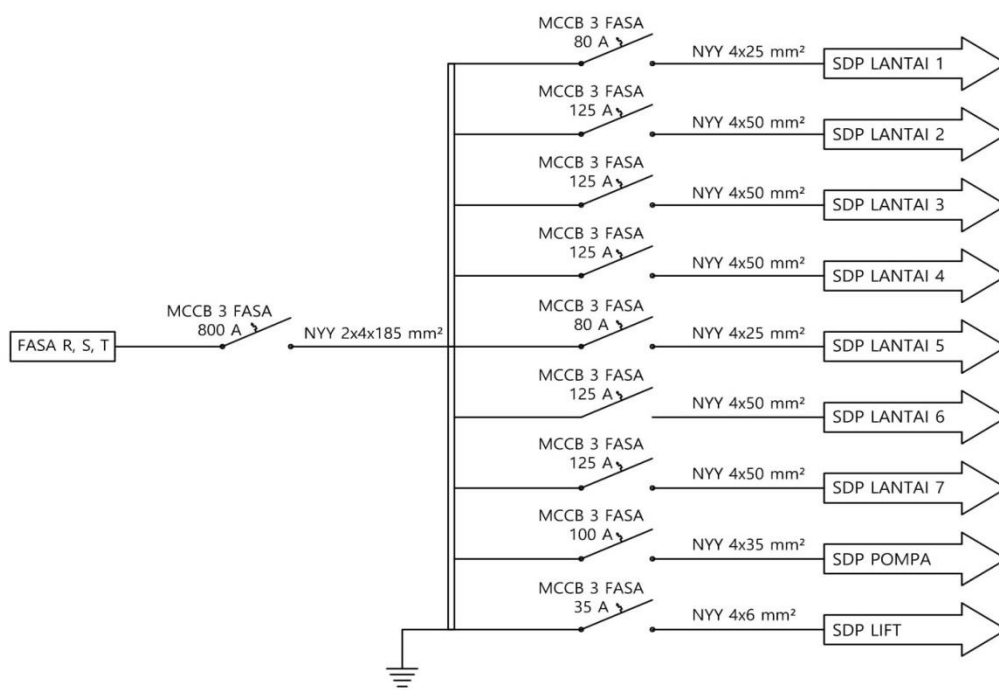 MCCB 3 FASA
80 A
NYY 4x25 mm²
SDP LANTAI 1
MCCB 3 FASA
125 A
NYY 4x50 mm²
SDP LANTAI 2
MCCB 3 FASA
125 A
NYY 4x50 mm²
SDP LANTAI 3
MCCB 3 FASA
125 A
NYY 4x50 mm²
SDP LANTAI 4
FASA R, S, T
MCCB 3 FASA
800 A
NYY 2x4x185 mm²
MCCB 3 FASA
80 A
NYY 4x25 mm²
SDP LANTAI 5
MCCB 3 FASA
125 A
NYY 4x50 mm²
SDP LANTAI 6
MCCB 3 FASA
125 A
NYY 4x50 mm²
SDP LANTAI 7
MCCB 3 FASA
100 A
NYY 4x35 mm²
SDP POMPA
MCCB 3 FASA
35 A
NYY 4x6 mm²
SDP LIFT